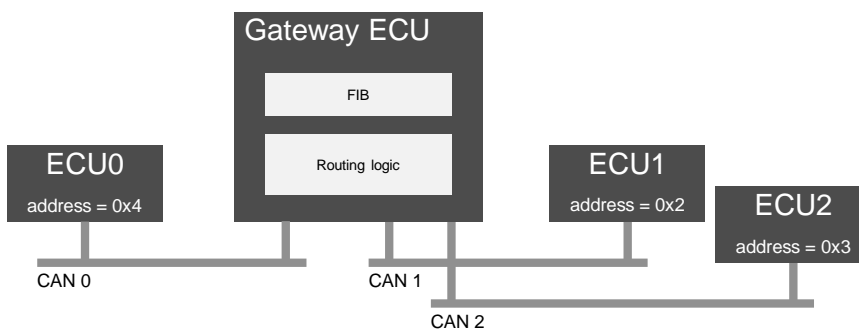 Gateway ECU
FIB
Routing logic
ECU0
address = 0x4
ECU1
address = 0x2
ECU2
address = 0x3
CAN 0
CAN 1
CAN 2